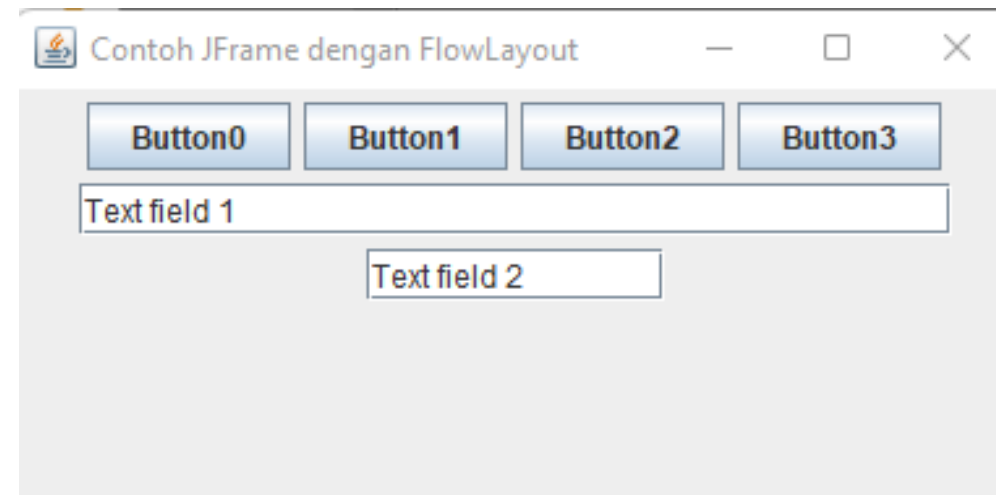 Contoh JFrame dengan FlowLayout
Button0 Button1 Button2 Button3
Text field 1
Text field 2